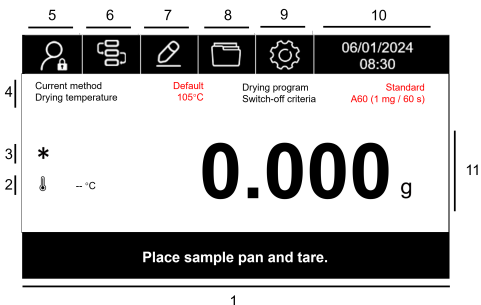 5 6 7 8 9 10
06/01/2024
08:30
4 Current method Default Drying program Standard
Drying temperature 105°C Switch-off criteria A60 (1 mg / 60 s)
3 *
0.000 g
11
2 -- °C
Place sample pan and tare.
1